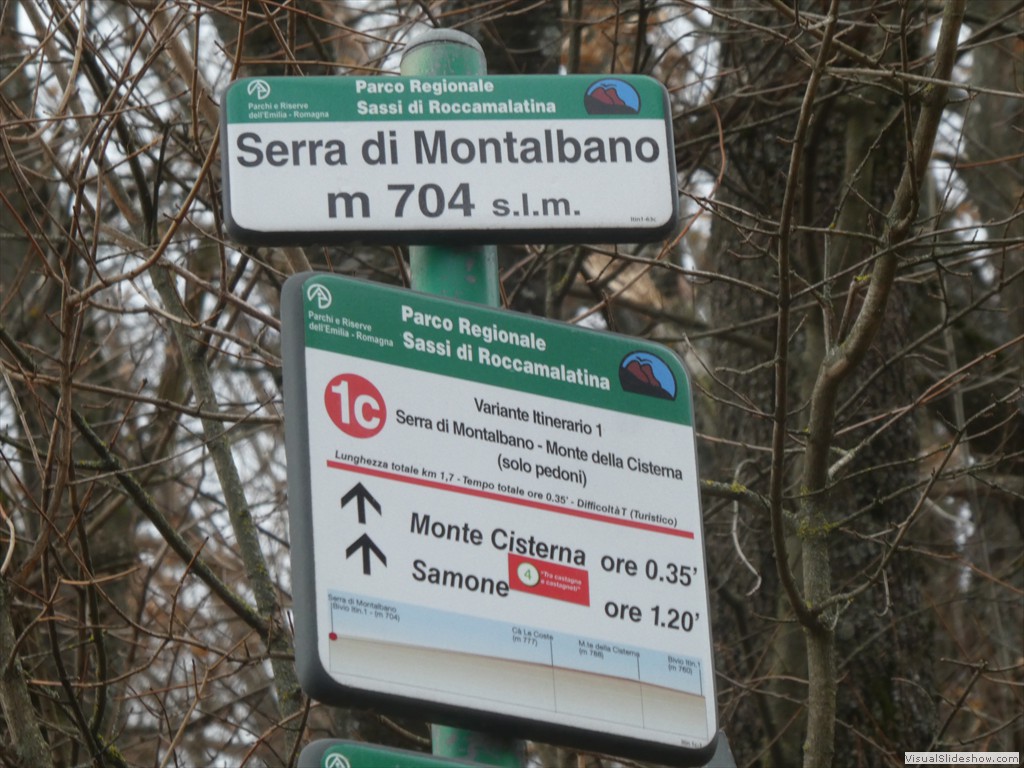 Parchi e Riserve
dell'Emilia - Romagna
Parco Regionale
Sassi di Roccamalatina
Serra di Montalbano
m 704 s.l.m.
Parchi e Riserve
dell'Emilia - Romagna
Parco Regionale
Sassi di Roccamalatina
1c
Variante Itinerario 1
Serra di Montalbano - Monte della Cisterna
(solo pedoni)
Lunghezza totale km 1,7 - Tempo totale ore 0.35' - Difficoltà T (Turistico)
Monte Cisterna ore 0.35'
Samone
4
"Tra castagne
e castagneti"
ore 1.20'
Serra di Montalbano
Bivio Itin.1 - (m 704)
Cà Le Coste
(m 777)
M.te della Cisterna
(m 788)
Bivio Itin.1
(m 760)
VisualSlideshow.com